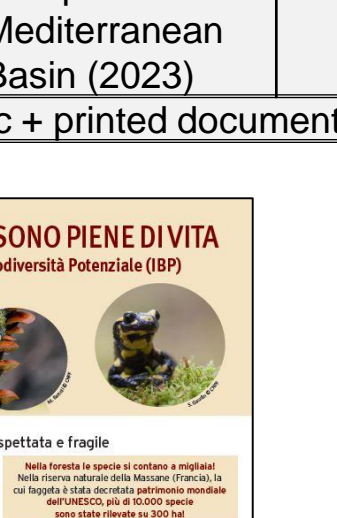 Mediterranean
Basin (2023)
c + printed document
SONO PIENE DI VITA
odiversità Potenziale (IBP)
spettata e fragile
Nella foresta le specie si contano a migliaia!
Nella riserva naturale della Massane (Francia), la
cui faggeta è stata decretata patrimonio mondiale
dell'UNESCO, più di 10.000 specie
sono state rilevate su 300 ha!